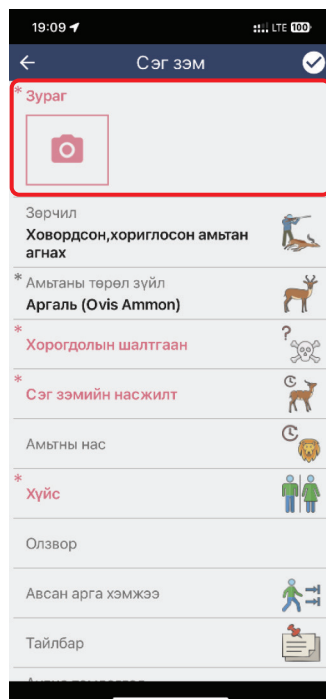 19:09 LTE 100
Сэг зэм
* Зураг
Зөрчил
Ховордсон,хориглосон амьтан
агнах
* Амьтаны төрөл зүйл
Аргаль (Ovis Ammon)
* ?
Хорогдолын шалтгаан
*
Сэг зэмийн насжилт
Амьтны нас
*
Хүйс
Олзвор
Авсан арга хэмжээ
Тайлбар